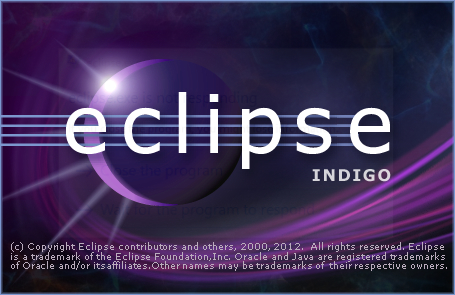 eclipse
INDIGO
(c) Copyright Eclipse contributors and others, 2000, 2012. All rights reserved. Eclipse
is a trademark of the Eclipse Foundation,Inc. Oracle and Java are registered trademarks
of Oracle and/or itsaffiliates.Other names may be trademarks of their respective owners.